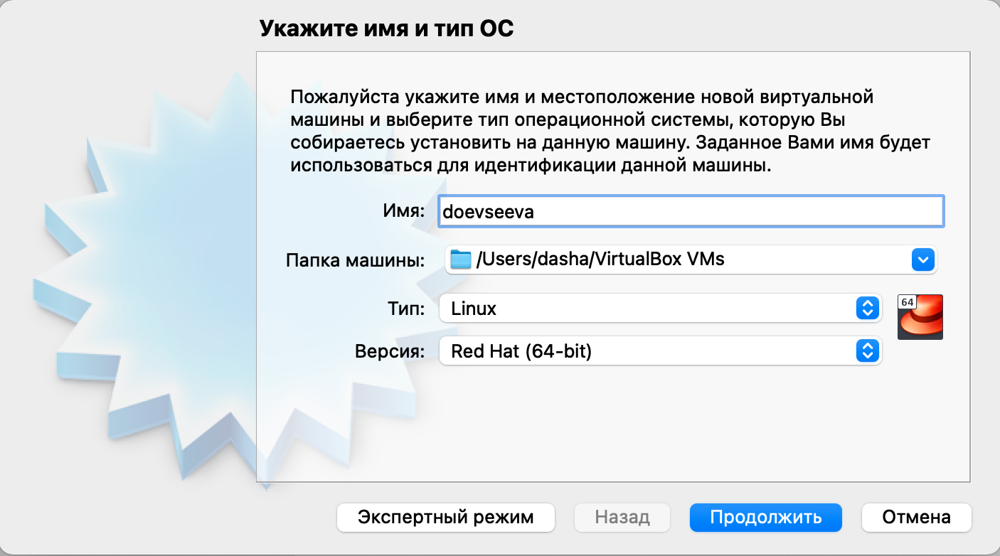 Укажите имя и тип ОС
Пожалуйста укажите имя и местоположение новой виртуальной
машины и выберите тип операционной системы, которую Вы
собираетесь установить на данную машину. Заданное Вами имя будет
использоваться для идентификации данной машины.
Имя: doevseeva
Папка машины: /Users/dasha/VirtualBox VMs
Тип: Linux
64
Версия: Red Hat (64-bit)
Экспертный режим Назад Продолжить Отмена